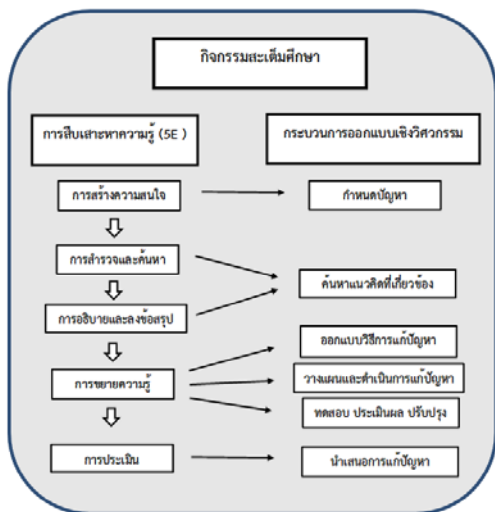 กิจกรรมสะเต็มศึกษา
การสืบเสาะหาความรู้ (5E )
กระบวนการออกแบบเชิงวิศวกรรม
การสร้างความสนใจ
กำหนดปัญหา
การสำรวจและค้นหา
ค้นหาแนวคิดที่เกี่ยวข้อง
การอธิบายและลงข้อสรุป
ออกแบบวิธีการแก้ปัญหา
การขยายความรู้
วางแผนและดำเนินการแก้ปัญหา
ทดสอบ ประเมินผล ปรับปรุง
การประเมิน
นำเสนอการแก้ปัญหา